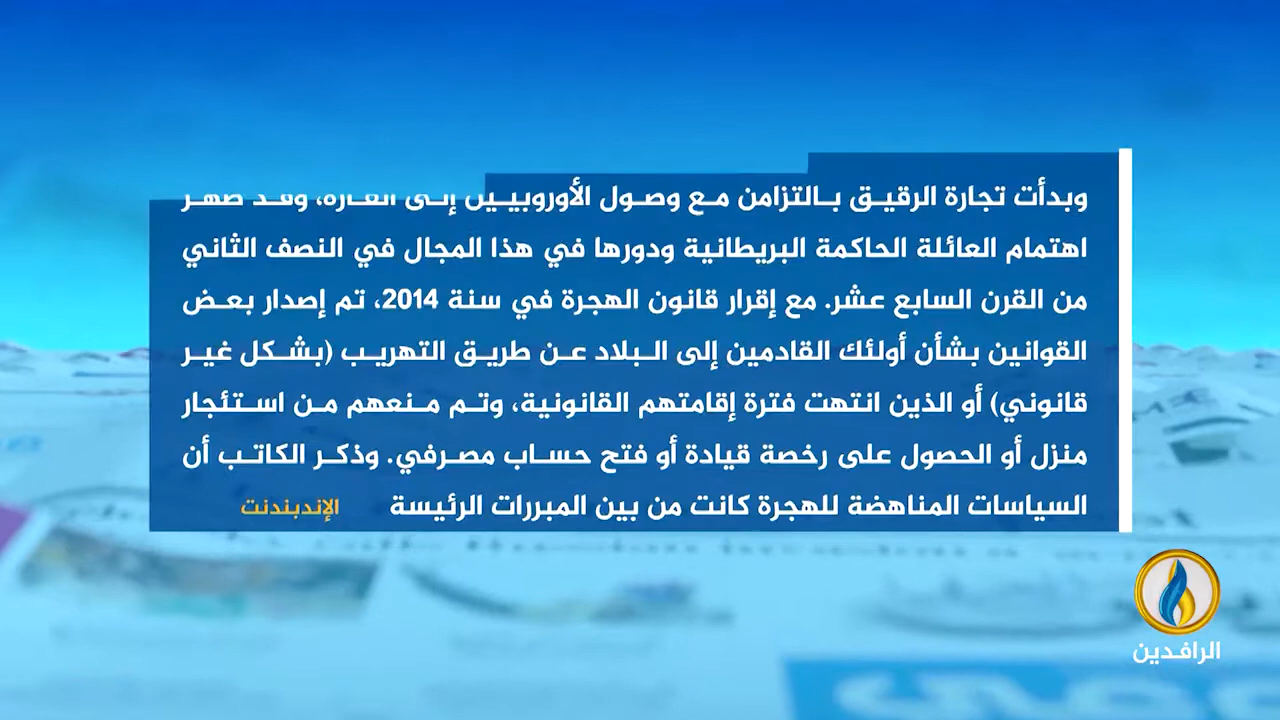 وبدأت تجارة الرقيق بالتزامن مع وصول الأوروبيين إلى القارة، وقد ظهر
اهتمام العائلة الحاكمة البريطانية ودورها في هذا المجال في النصف الثاني
من القرن السابع عشر. مع إقرار قانون الهجرة في سنة 2014، تم إصدار بعض
القوانين بشأن أولئك القادمين إلى البلاد عن طريق التهريب (بشكل غير
قانوني) أو الذين انتهت فترة إقامتهم القانونية، وتم منعهم من استئجار
منزل أو الحصول على رخصة قيادة أو فتح حساب مصرفي. وذكر الكاتب أن
السياسات المناهضة للهجرة كانت من بين المبررات الرئيسة الإندبندنت
الرافدين